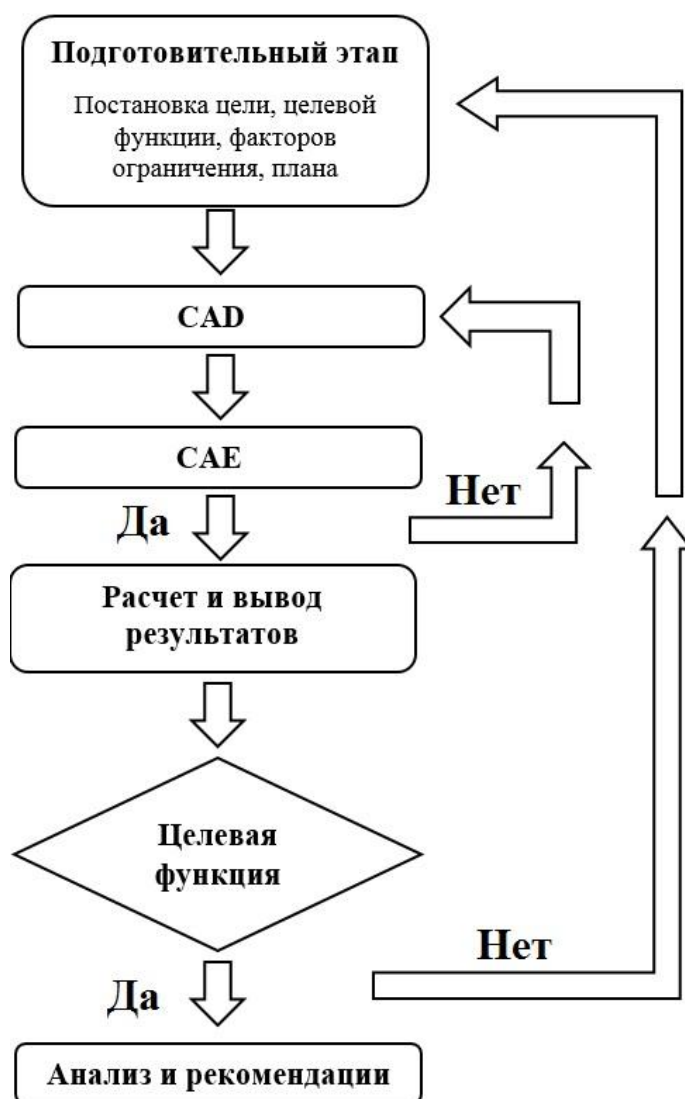 Подготовительный этап
Постановка цели, целевой
функции, факторов
ограничения, плана
CAD
CAE
Да
Нет
Расчет и вывод
результатов
Целевая
функция
Да
Нет
Анализ и рекомендации